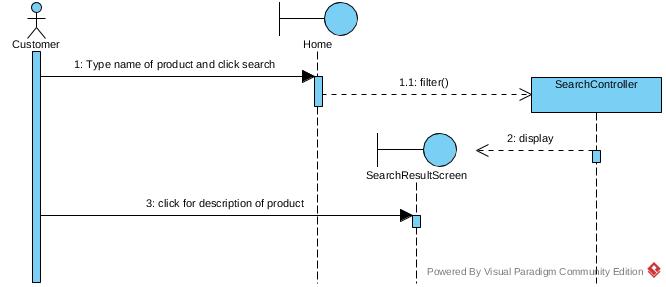 Customer
Home
1: Type name of product and click search
1.1: filter()
SearchController
2: display
SearchResultScreen
3: click for description of product
Powered By Visual Paradigm Community Edition